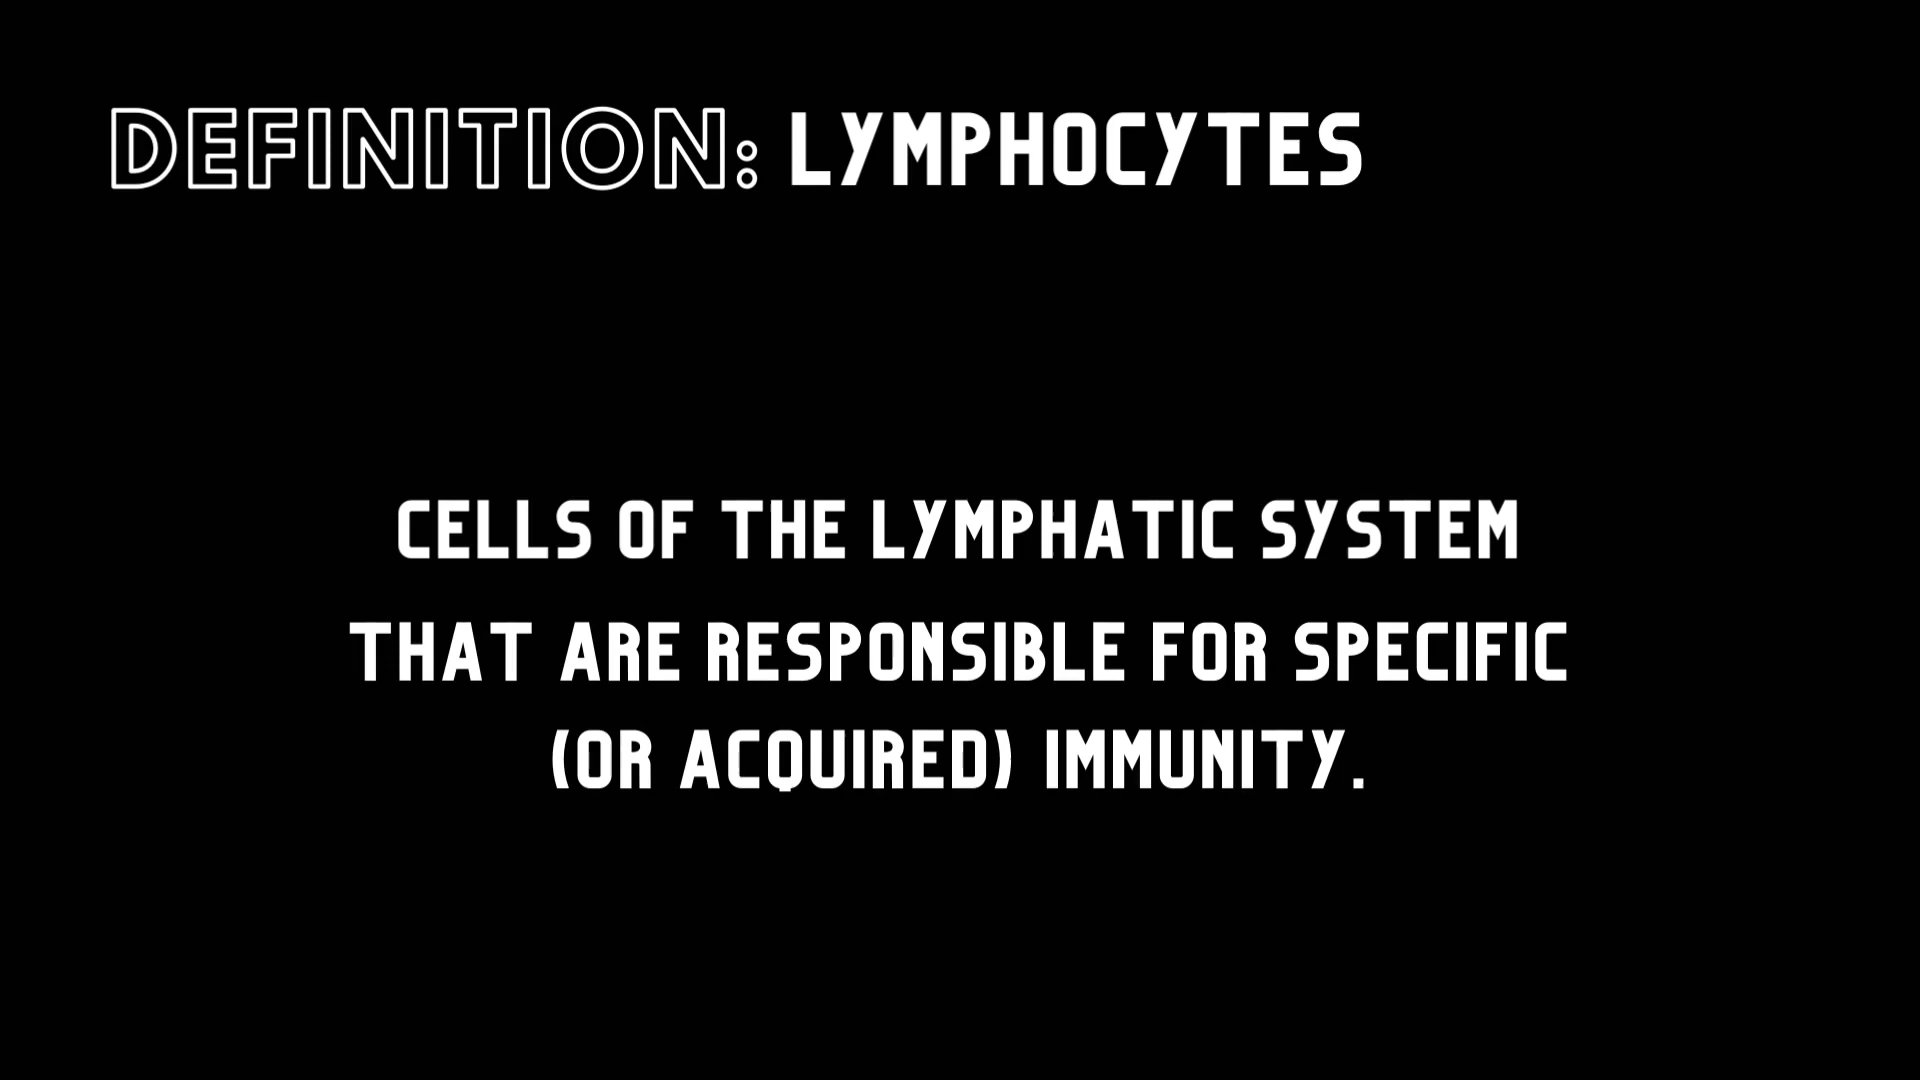 DEFINITION: LYMPHOCYTES
CELLS OF THE LYMPHATIC SYSTEM
THAT ARE RESPONSIBLE FOR SPECIFIC
(OR ACQUIRED) IMMUNITY.